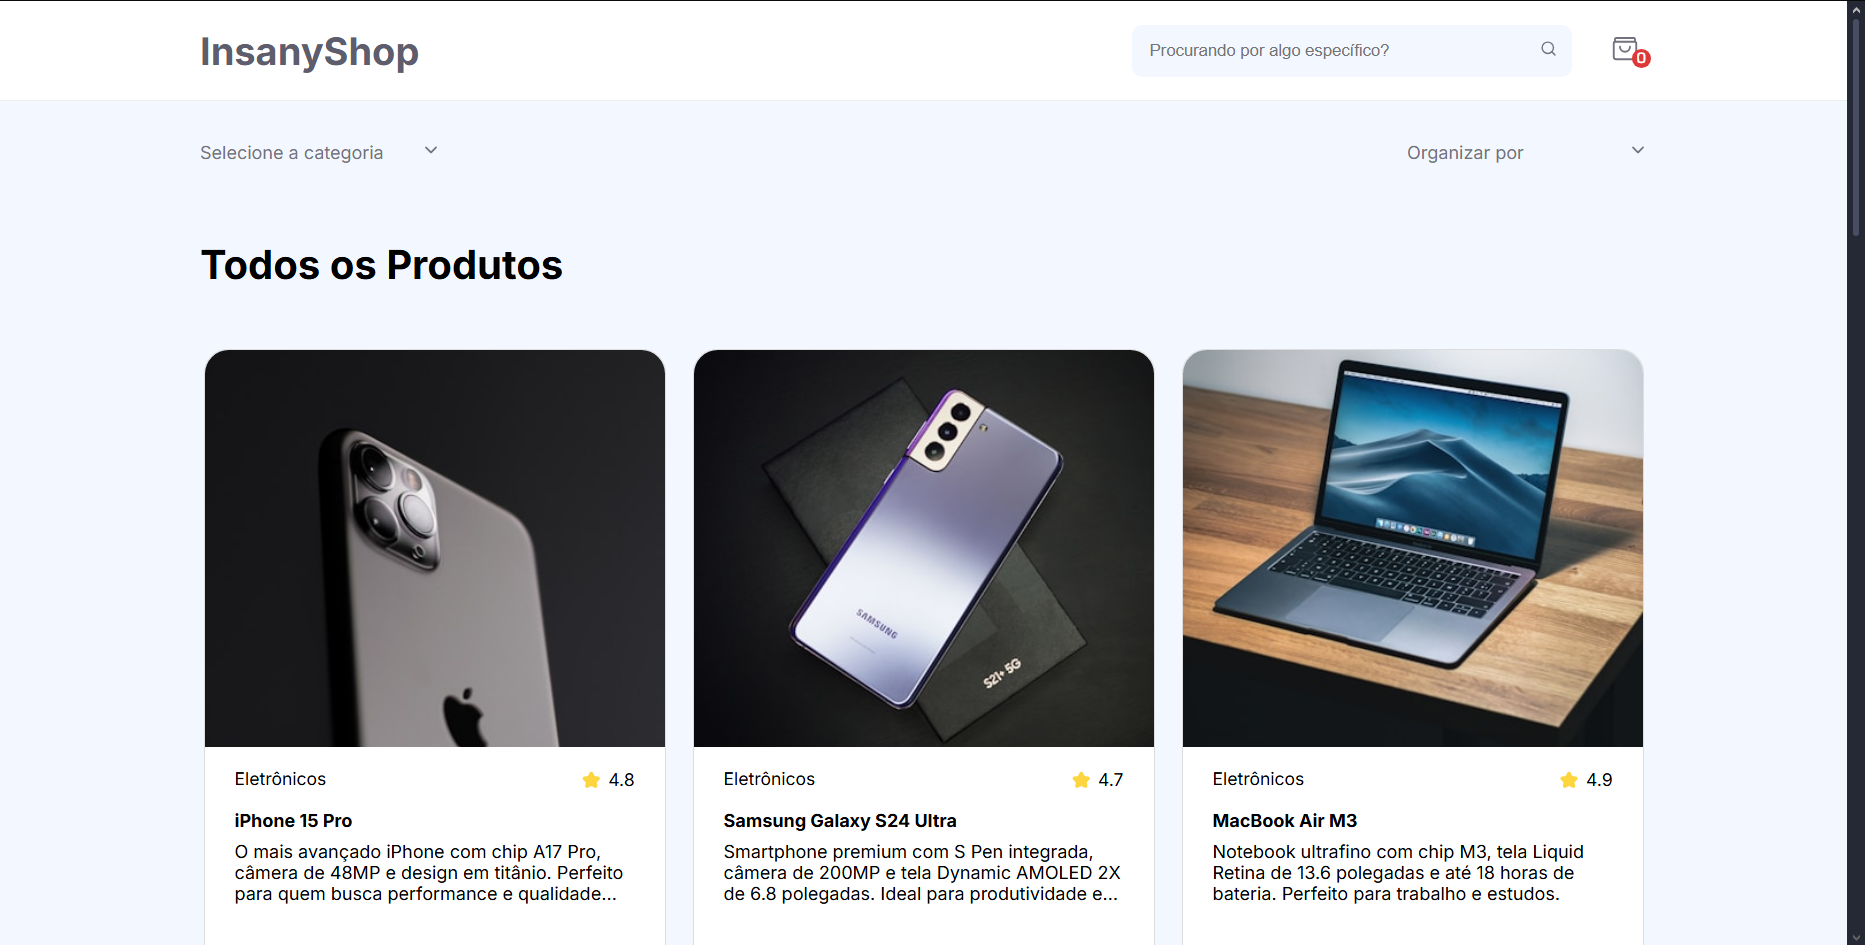 InsanyShop
Procurando por algo específico?
0
Selecione a categoria
Organizar por
Todos os Produtos
SAMSUNG
S21+ 5G
Eletrônicos
4.8
iPhone 15 Pro
O mais avançado iPhone com chip A17 Pro,
câmera de 48MP e design em titânio. Perfeito
para quem busca performance e qualidade...
Eletrônicos
4.7
Samsung Galaxy S24 Ultra
Smartphone premium com S Pen integrada,
câmera de 200MP e tela Dynamic AMOLED 2X
de 6.8 polegadas. Ideal para produtividade e...
Eletrônicos
4.9
MacBook Air M3
Notebook ultrafino com chip M3, tela Liquid
Retina de 13.6 polegadas e até 18 horas de
bateria. Perfeito para trabalho e estudos.